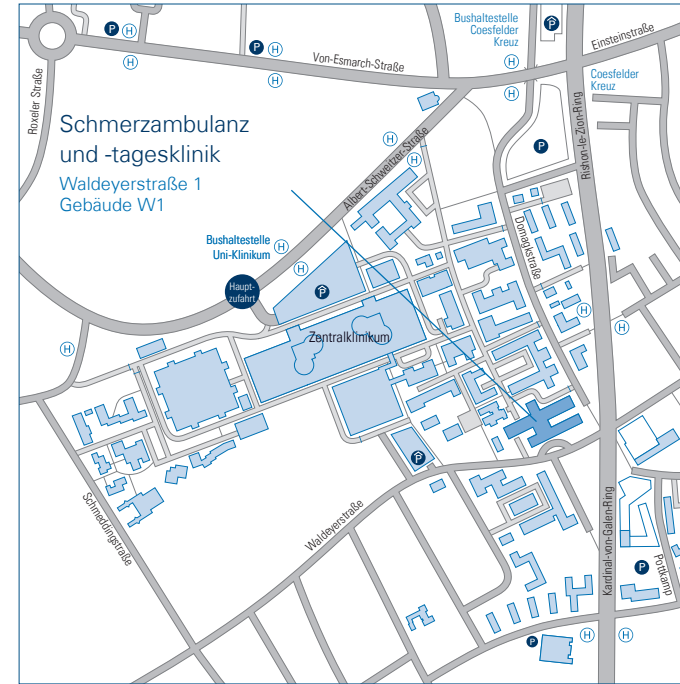 Bushaltestelle
Coesfelder
Kreuz
P
P
H
H
P
H
H
H
H
Von-Esmarch-Straße
Einsteinstraße
Coesfelder
Kreuz
Roxeler Straße
Schmerzambulanz
und -tagesklinik
Waldeyerstraße 1
Gebäude W1
Albert-Schweitzer-Straße
Rishon-le-Zion-Ring
H
H
P
Domagkstraße
Bushaltestelle
Uni-Klinikum
H
H
Haupt-
zufahrt
P
H
H
H
Zentralklinikum
P
Schmeddingstraße
Waldeyerstraße
Kardinal-von-Galen-Ring
P
Pottkamp
P
H
H